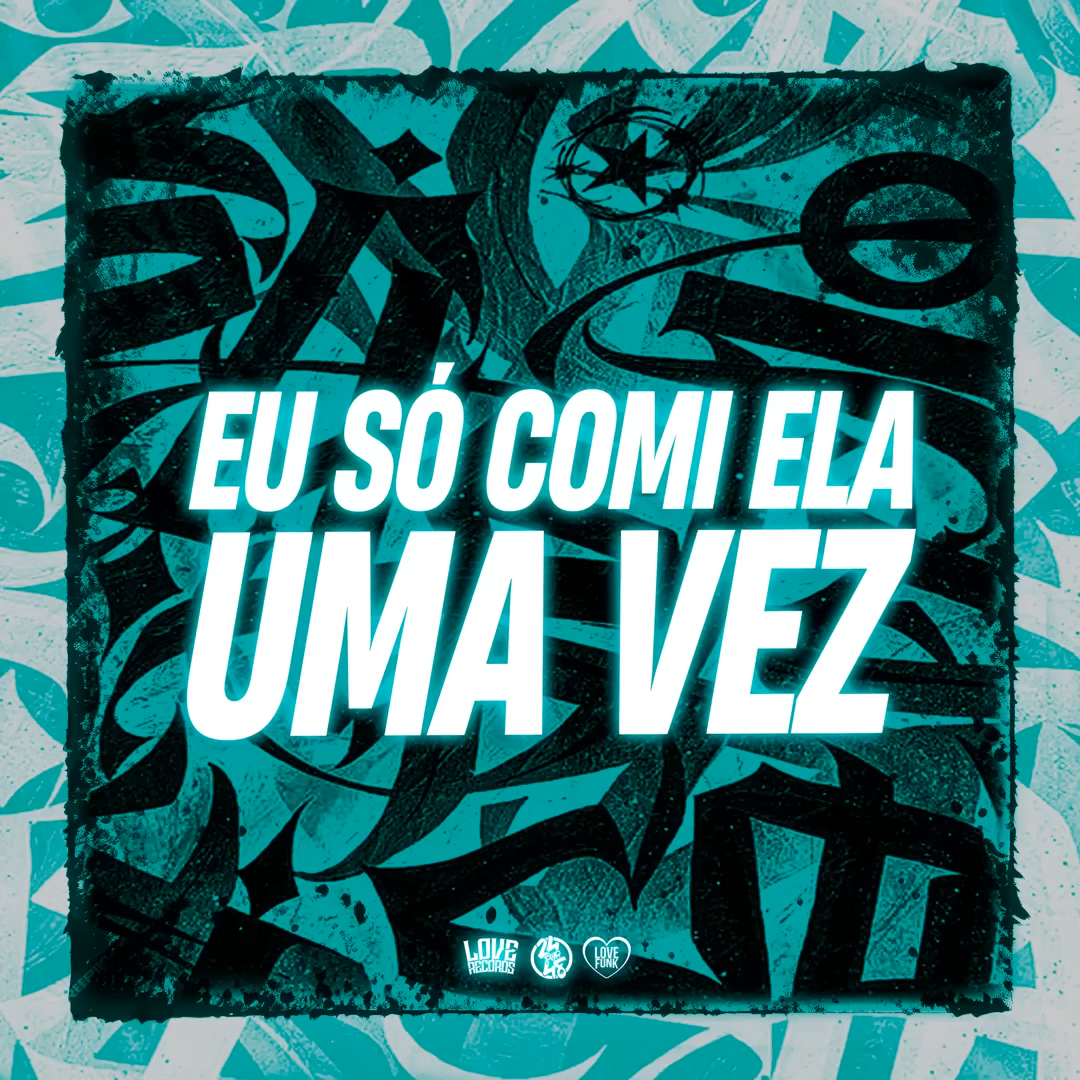 EU SÓ COMI ELA
UMA VEZ
LOVE
RECORDS
LOVE
FUNK